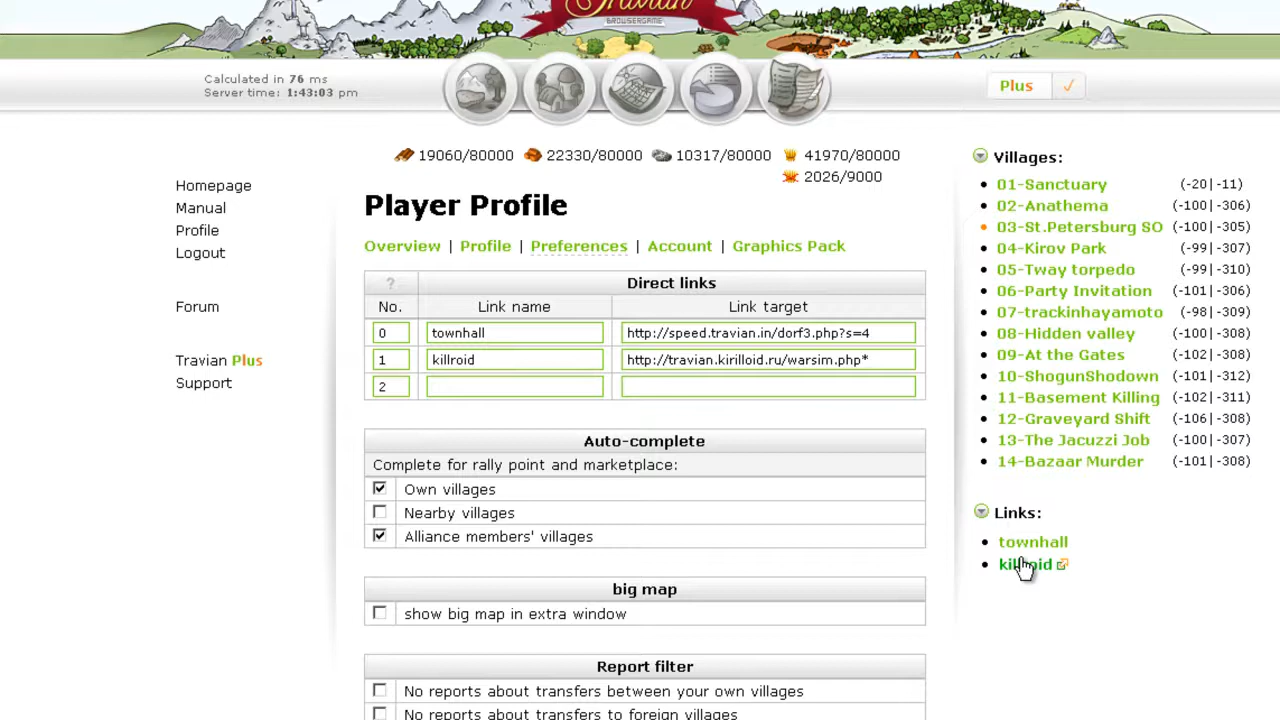 Travian
BROWSERGAME
Calculated in 76 ms
Server time: 1:43:03 pm
Plus
19060/80000 22330/80000 10317/80000 41970/80000
2026/9000
Homepage
Manual
Profile
Logout
Forum
Travian Plus
Support
Player Profile
Overview | Profile | Preferences | Account | Graphics Pack
? Direct links
No. Link name Link target
0 townhall http://speed.travian.in/dorf3.php?s=4
1 killroid http://travian.kirilloid.ru/warsim.php*
2
Auto-complete
Complete for rally point and marketplace:
Own villages
Nearby villages
Alliance members' villages
big map
show big map in extra window
Report filter
No reports about transfers between your own villages
No reports about transfers to foreign villages
Villages:
01-Sanctuary (-20|-11)
02-Anathema (-100|-306)
03-St.Petersburg SO (-100|-305)
04-Kirov Park (-99|-307)
05-Tway torpedo (-99|-310)
06-Party Invitation (-101|-306)
07-trackinhayamoto (-98|-309)
08-Hidden valley (-100|-308)
09-At the Gates (-102|-308)
10-ShogunShodown (-101|-312)
11-Basement Killing (-102|-311)
12-Graveyard Shift (-106|-308)
13-The Jacuzzi Job (-100|-307)
14-Bazaar Murder (-101|-308)
Links:
townhall
killroid